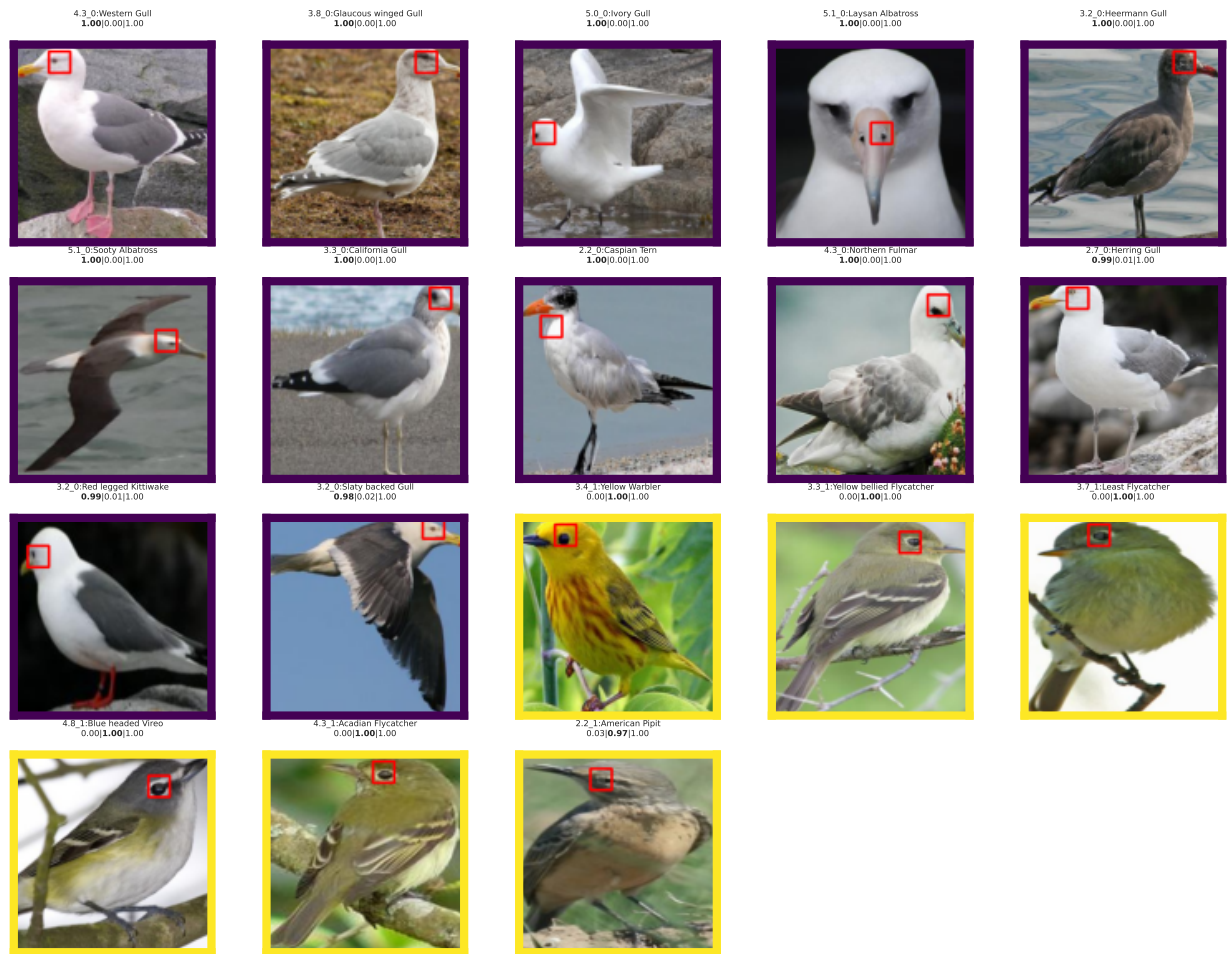 4.3_0:Western Gull
1.00|0.00|1.00
3.8_0:Glaucous winged Gull
1.00|0.00|1.00
5.0_0:Ivory Gull
1.00|0.00|1.00
5.1_0:Laysan Albatross
1.00|0.00|1.00
3.2_0:Heermann Gull
1.00|0.00|1.00
5.1_0:Sooty Albatross
1.00|0.00|1.00
3.3_0:California Gull
1.00|0.00|1.00
2.2_0:Caspian Tern
1.00|0.00|1.00
4.3_0:Northern Fulmar
1.00|0.00|1.00
2.7_0:Herring Gull
0.99|0.01|1.00
3.2_0:Red legged Kittiwake
0.99|0.01|1.00
3.2_0:Slaty backed Gull
0.98|0.02|1.00
3.4_1:Yellow Warbler
0.00|1.00|1.00
3.3_1:Yellow bellied Flycatcher
0.00|1.00|1.00
3.7_1:Least Flycatcher
0.00|1.00|1.00
4.8_1:Blue headed Vireo
0.00|1.00|1.00
4.3_1:Acadian Flycatcher
0.00|1.00|1.00
2.2_1:American Pipit
0.03|0.97|1.00